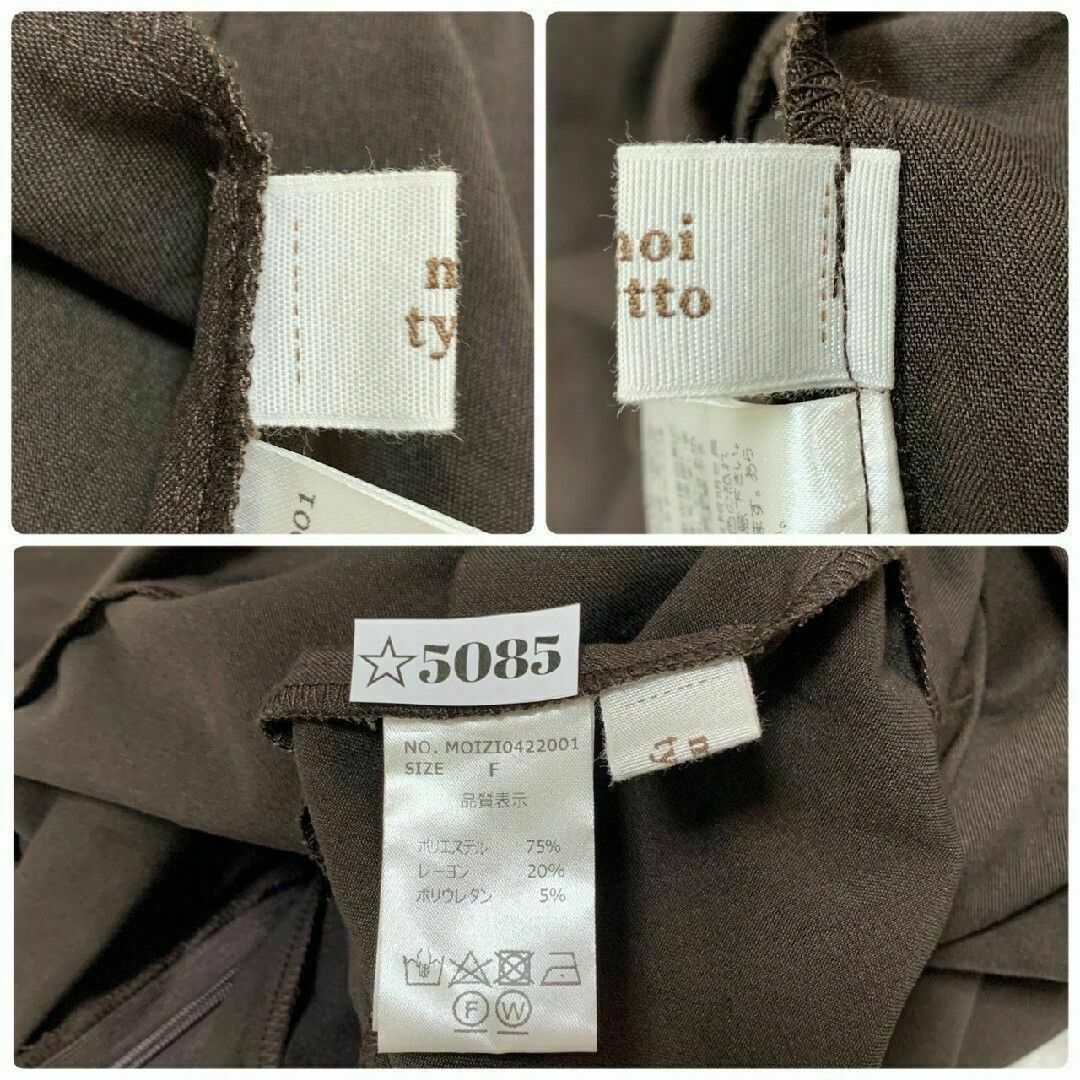 m
ty
001
moi
tto
☆5085
NO. MOIZI0422001
SIZE F
品質表示
ポリエステル 75%
レーヨン 20%
ポリウレタン 5%
F W